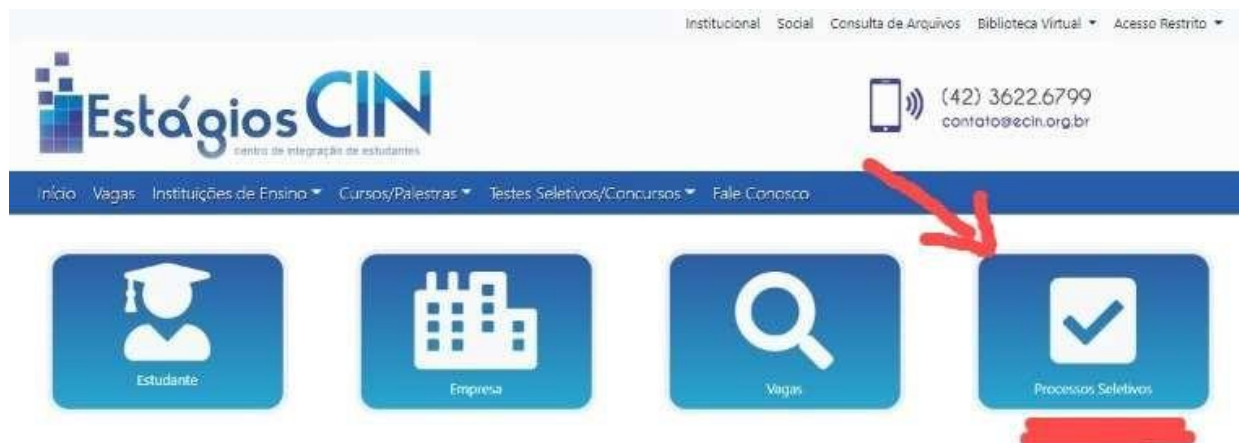 Institucional Social Consulta de Arquivos Biblioteca Virtual Acesso Restrito
Estágios CIN
centro de integração de estudantes
(42) 3622.6799
contato@ecin.org.br
Início Vagas Instituições de Ensino Cursos/Palestras Testes Seletivos/Concursos Fale Conosco
Estudante
Empresa
Vagas
Processos Seletivos